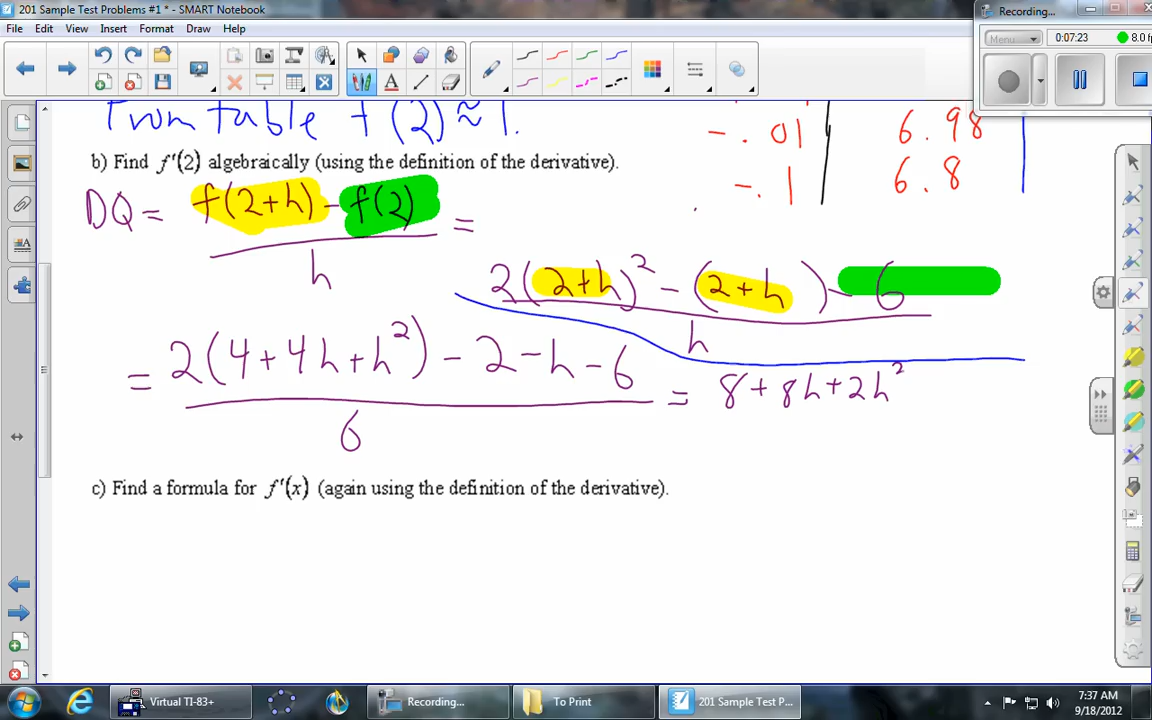 201 Sample Test Problems #1 * - SMART Notebook
Recording...
File Edit View Insert Format Draw Help
Menu 0:07:23 8.0 f
From table f'(2) ≈ 7.
-.01 6.98
-.1 6.8
b) Find f'(2) algebraically (using the definition of the derivative).
DQ = f(2+h) - f(2) / h =
2(2+h)² - (2+h) - 6 / h
= 2(4+4h+h²) - 2 - h - 6 / 6 = 8+8h+2h²
c) Find a formula for f'(x) (again using the definition of the derivative).
Virtual TI-83+ Recording... To Print 201 Sample Test P...
7:37 AM
9/18/2012